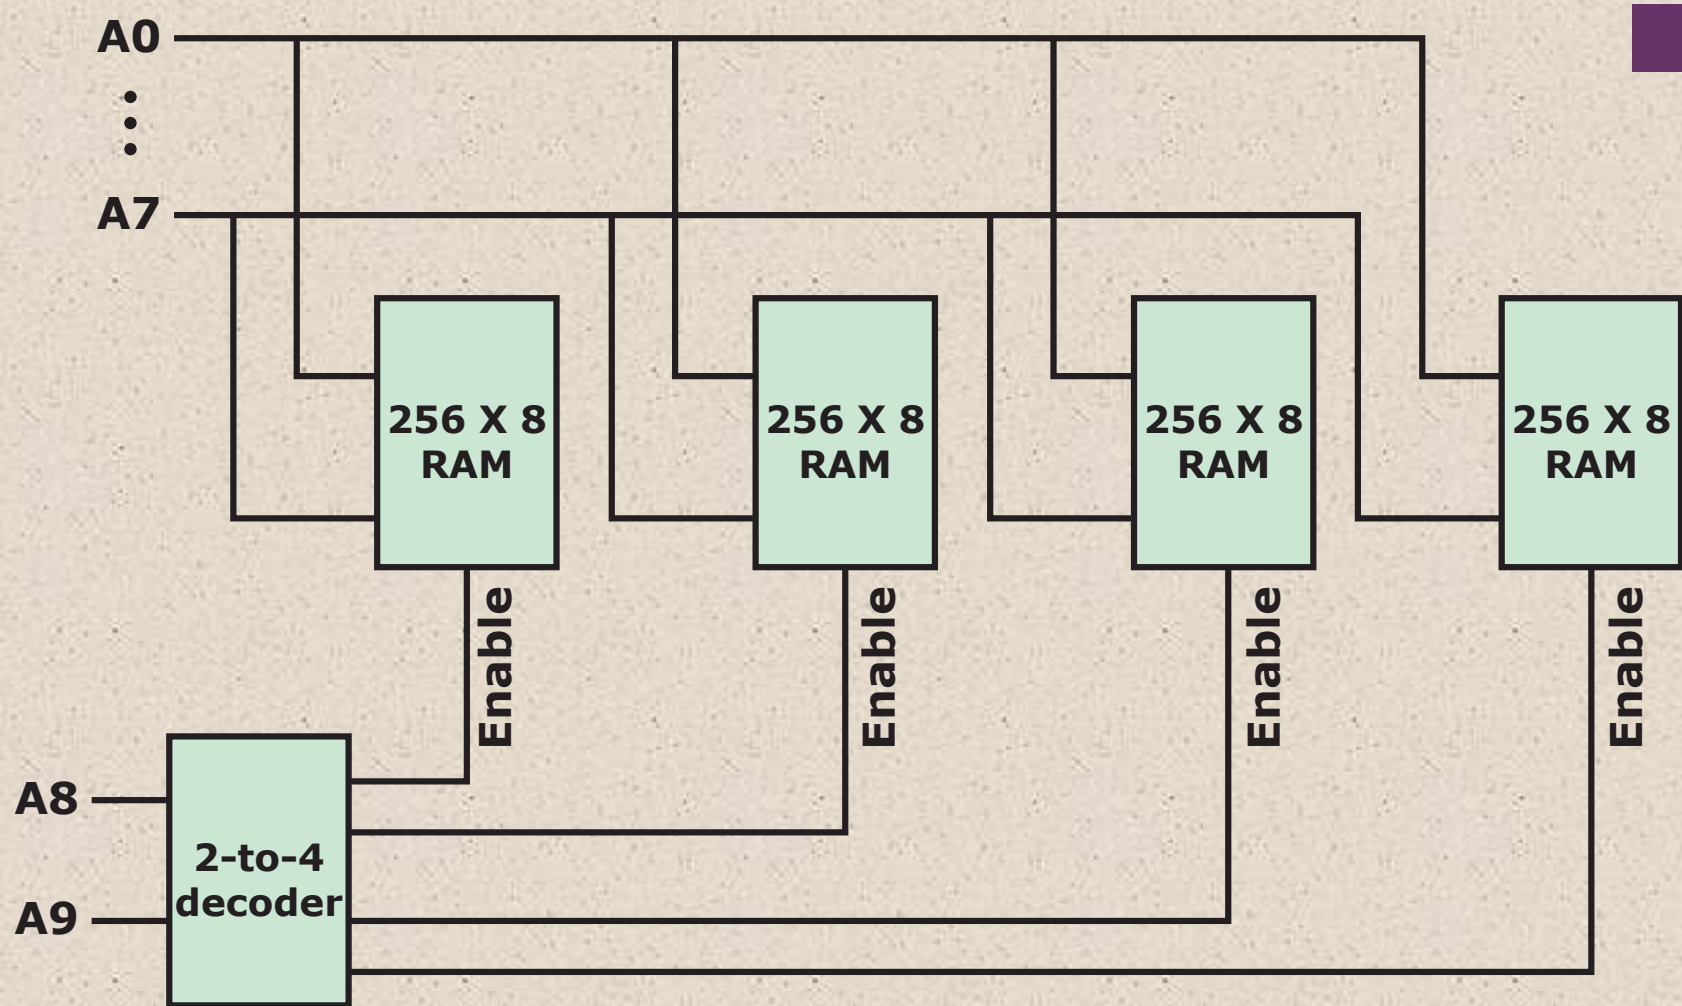 A0
A7
256 X 8
RAM
256 X 8
RAM
256 X 8
RAM
256 X 8
RAM
Enable
Enable
Enable
Enable
A8
2-to-4
decoder
A9